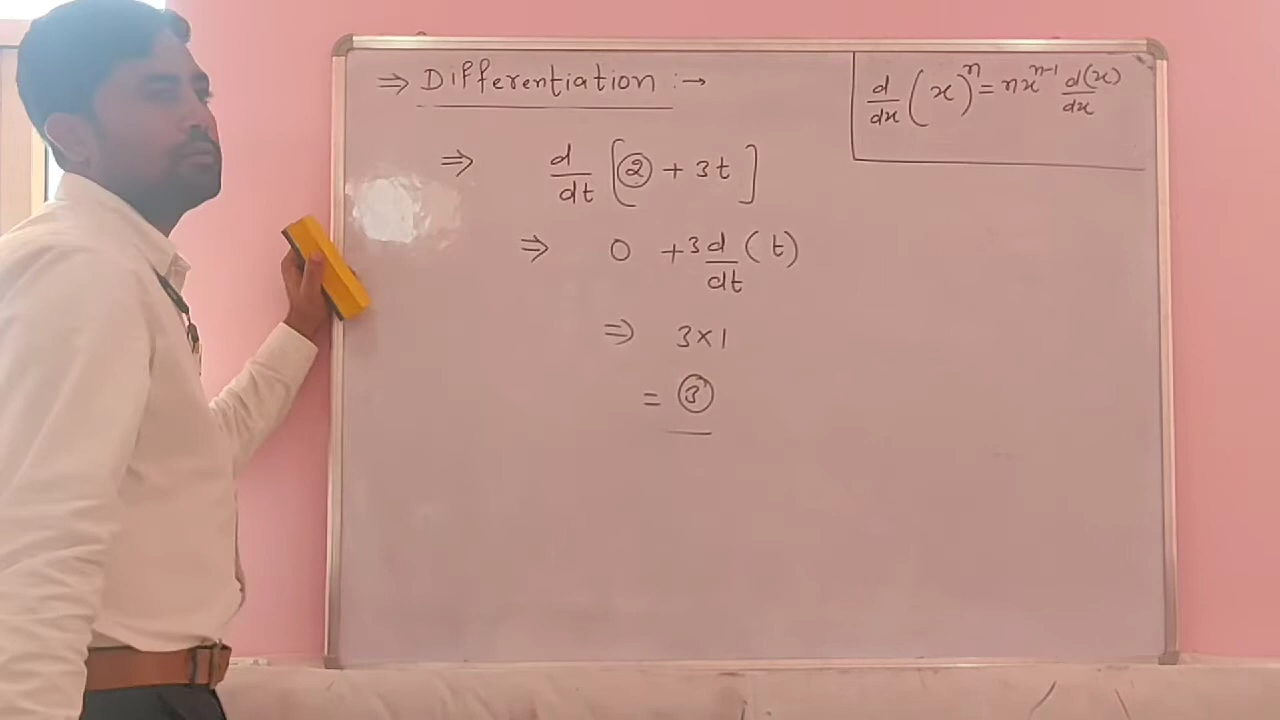 ⇒ Differentiation :→
d/dx (x)^n = nx^(n-1) d(x)/dx
⇒ d/dt [2 + 3t]
⇒ 0 + 3 d/dt (t)
⇒ 3×1
= 3